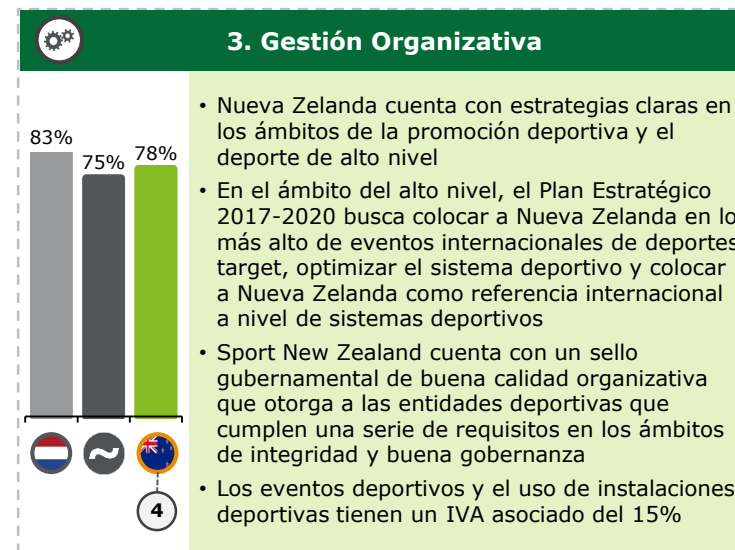 3. Gestión Organizativa
83%
75%
78%
4
• Nueva Zelanda cuenta con estrategias claras en
los ámbitos de la promoción deportiva y el
deporte de alto nivel
• En el ámbito del alto nivel, el Plan Estratégico
2017-2020 busca colocar a Nueva Zelanda en lo
más alto de eventos internacionales de deportes
target, optimizar el sistema deportivo y colocar
a Nueva Zelanda como referencia internacional
a nivel de sistemas deportivos
• Sport New Zealand cuenta con un sello
gubernamental de buena calidad organizativa
que otorga a las entidades deportivas que
cumplen una serie de requisitos en los ámbitos
de integridad y buena gobernanza
• Los eventos deportivos y el uso de instalaciones
deportivas tienen un IVA asociado del 15%